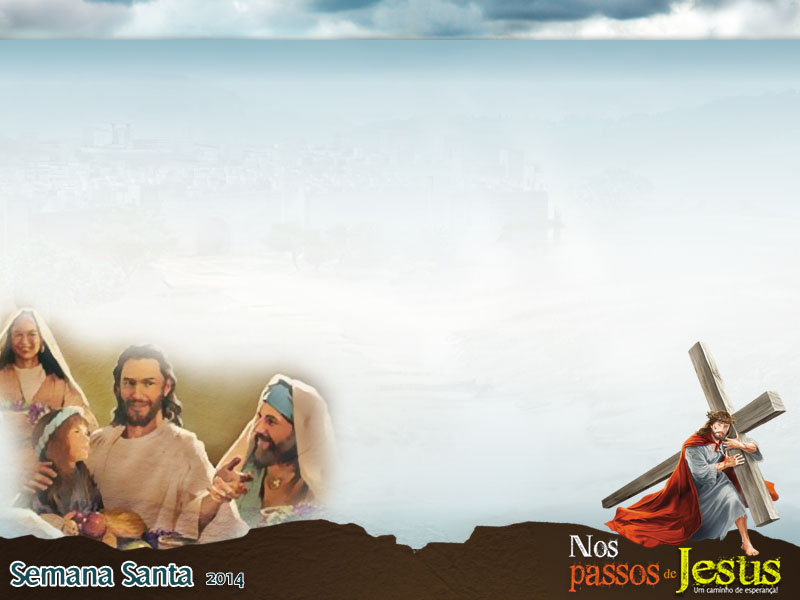 Semana Santa 2014
Nos
passos de Jesus
Um caminho de esperança!